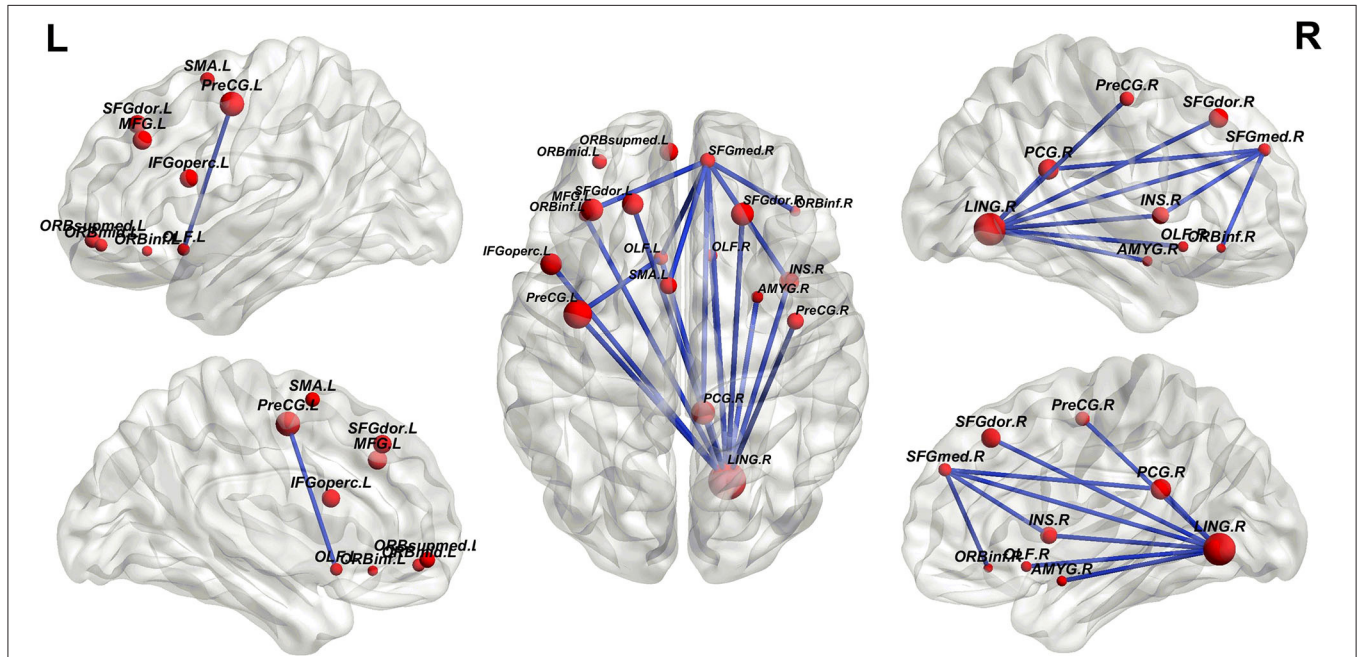 L
SMA.L
PreCG.L
SFGdor.L
MFG.L
IFGoperc.L
ORBsupmed.L
ORBmid.L
ORBinf.L
OLF.L
SMA.L
PreCG.L
SFGdor.L
MFG.L
IFGoperc.L
OLF.L
ORBinf.L
ORBsupmed.L
ORBmid.L
ORBsupmed.L
ORBmid.L
SFGmed.R
SFGdor.L
MFG.L
ORBinf.L
SFGdor.R
ORBinf.R
IFGoperc.L
OLF.L
OLF.R
SMA.L
INS.R
AMYG.R
PreCG.L
PreCG.R
PCG.R
LING.R
R
PreCG.R
SFGdor.R
SFGmed.R
PCG.R
INS.R
LING.R
OLF.R
ORBinf.R
AMYG.R
PreCG.R
SFGdor.R
SFGmed.R
PCG.R
INS.R
LING.R
OLF.R
ORBinf.R
AMYG.R